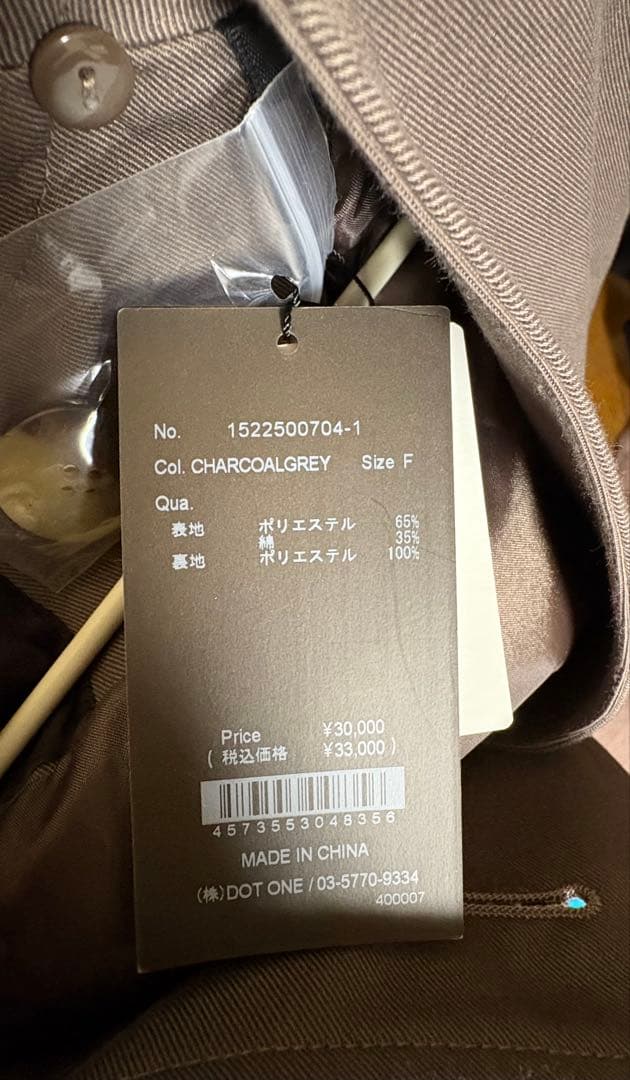 No. 1522500704-1
Col. CHARCOALGREY Size F
Qua.
表地 ポリエステル 65%
綿 35%
裏地 ポリエステル 100%
Price ¥30,000
( 税込価格 ¥33,000 )
4573553048356
MADE IN CHINA
(株)DOT ONE / 03-5770-9334
400007